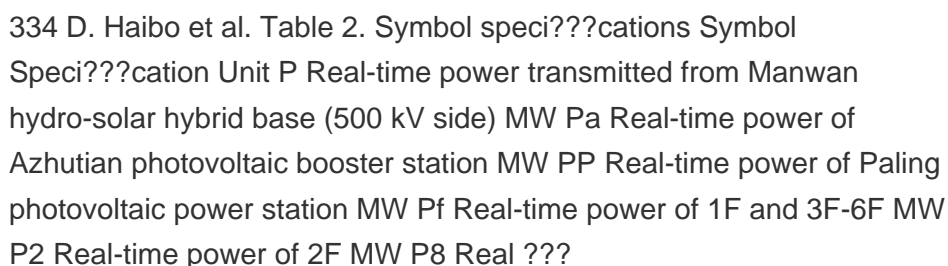 334 D. Haibo et al. Table 2. Symbol speci???cations Symbol
Speci???cation Unit P Real-time power transmitted from Manwan
hydro-solar hybrid base (500 kV side) MW Pa Real-time power of
Azhutian photovoltaic booster station MW PP Real-time power of Paling
photovoltaic power station MW Pf Real-time power of 1F and 3F-6F MW
P2 Real-time power of 2F MW P8 Real ???